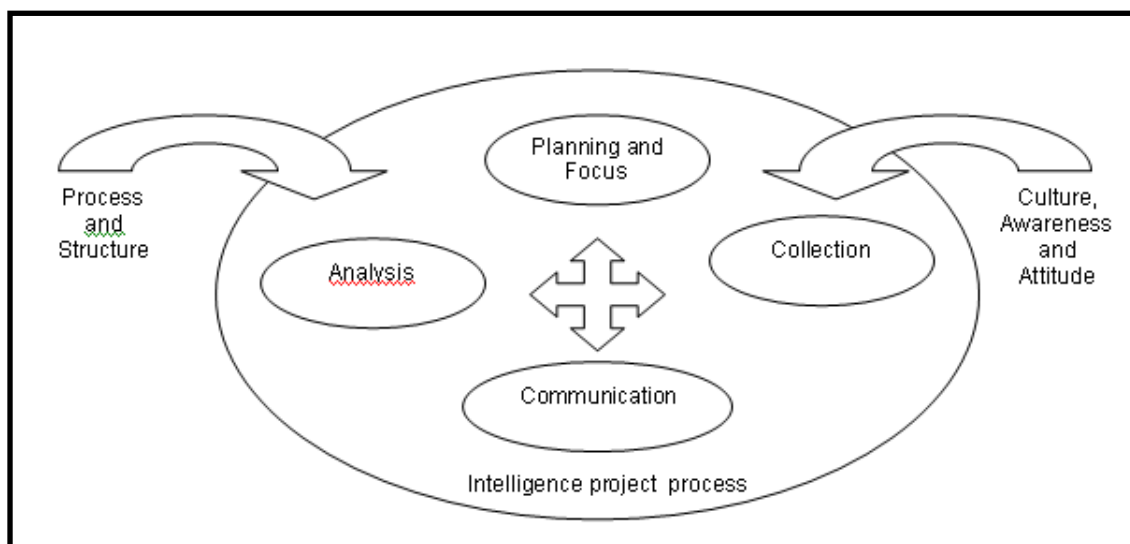 Planning and
Focus
Process
and
Structure
Culture,
Awareness
and
Attitude
Analysis
Collection
Communication
Intelligence project process